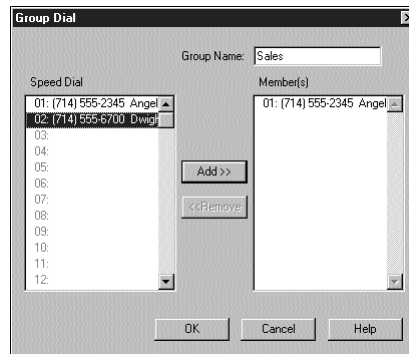 Group Dial
Group Name: Sales
Speed Dial
Member(s)
01: (714) 555-2345 Angel
02: (714) 555-6700 Dwigh
03:
04:
05:
06:
07:
08:
09:
10:
11:
12:
Add >>
<<Remove
01: (714) 555-2345 Angel
OK
Cancel
Help